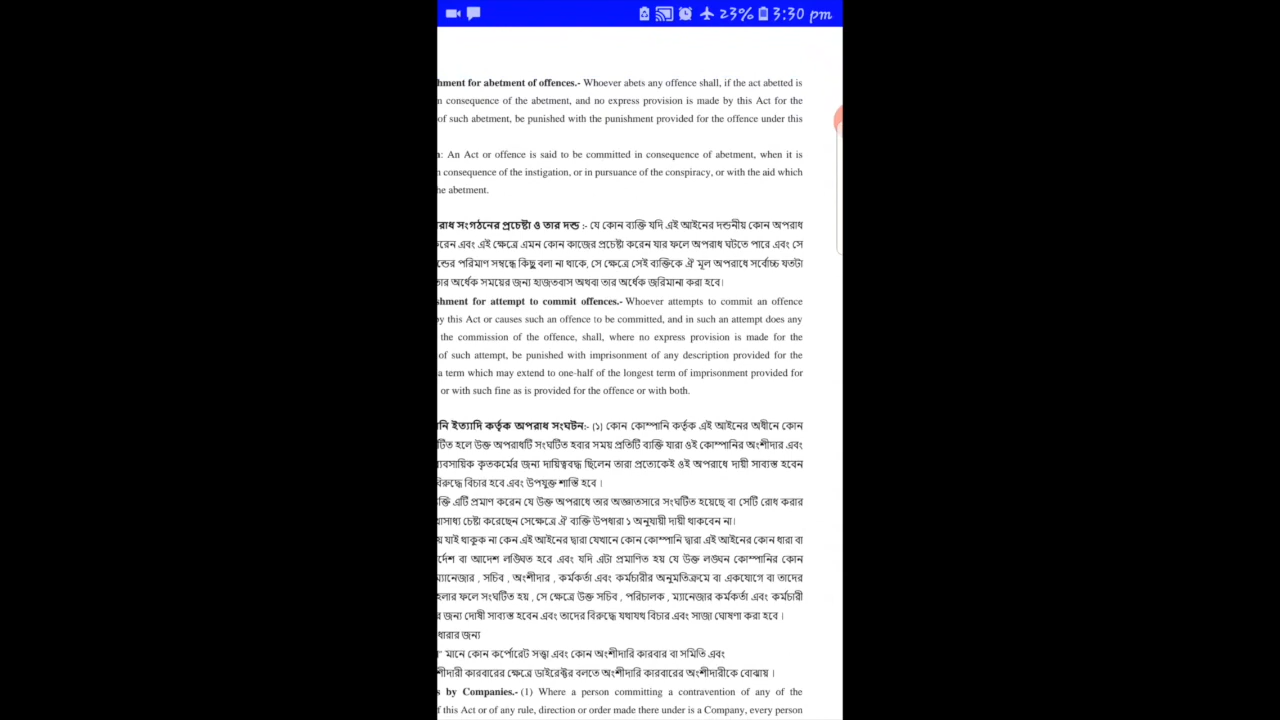 23% 3:30 pm
hment for abetment of offences.- Whoever abets any offence shall, if the act abetted is
n consequence of the abetment, and no express provision is made by this Act for the
of such abetment, be punished with the punishment provided for the offence under this
n: An Act or offence is said to be committed in consequence of abetment, when it is
n consequence of the instigation, or in pursuance of the conspiracy, or with the aid which
he abetment.
রাধ সংগঠনের প্রচেষ্টা ও তার দন্ড :- যে কোন ব্যক্তি যদি এই আইনের দন্ডনীয় কোন অপরাধ
রেন এবং এই ক্ষেত্রে এমন কোন কাজের প্রচেষ্টা করেন যার ফলে অপরাধ ঘটতে পারে এবং সে
ন্ডের পরিমাণ সম্বন্ধে কিছু বলা না থাকে, সে ক্ষেত্রে সেই ব্যক্তিকে ঐ মূল অপরাধে সর্বোচ্চ যতটা
তার অর্ধেক সময়ের জন্য হাজতবাস অথবা তার অর্ধেক জরিমানা করা হবে।
shment for attempt to commit offences.- Whoever attempts to commit an offence
by this Act or causes such an offence to be committed, and in such an attempt does any
the commission of the offence, shall, where no express provision is made for the
of such attempt, be punished with imprisonment of any description provided for the
a term which may extend to one-half of the longest term of imprisonment provided for
or with such fine as is provided for the offence or with both.
নি ইত্যাদি কর্তৃক অপরাধ সংঘটন:- (১) কোন কোম্পানি কর্তৃক এই আইনের অধীনে কোন
টিত হলে উক্ত অপরাধটি সংঘটিত হবার সময় প্রতিটি ব্যক্তি যারা ওই কোম্পানির অংশীদার এবং
ব্যবসায়িক কৃতকর্মের জন্য দায়িত্ববদ্ধ ছিলেন তারা প্রত্যেকেই ওই অপরাধে দায়ী সাব্যস্ত হবেন
বিরুদ্ধে বিচার হবে এবং উপযুক্ত শাস্তি হবে ।
ক্তি এটি প্রমাণ করেন যে উক্ত অপরাধে তার অজ্ঞাতসারে সংঘটিত হয়েছে বা সেটি রোধ করার
াসাধ্য চেষ্টা করেছেন সেক্ষেত্রে ঐ ব্যক্তি উপধারা ১ অনুযায়ী দায়ী থাকবেন না।
য় যাই থাকুক না কেন এই আইনের দ্বারা যেখানে কোন কোম্পানি দ্বারা এই আইনের কোন ধারা বা
র্দেশ বা আদেশ লঙ্ঘিত হবে এবং যদি এটা প্রমাণিত হয় যে উক্ত লঙ্ঘন কোম্পানির কোন
ম্যানেজার , সচিব , অংশীদার , কর্মকর্তা এবং কর্মচারীর অনুমতিক্রমে বা একযোগে বা তাদের
হলার ফলে সংঘটিত হয় , সে ক্ষেত্রে উক্ত সচিব , পরিচালক , ম্যানেজার কর্মকর্তা এবং কর্মচারী
র জন্য দোষী সাব্যস্ত হবেন এবং তাদের বিরুদ্ধে যথাযথ বিচার এবং সাজা ঘোষণা করা হবে ।
ধারার জন্য
" মানে কোন কর্পোরেট সত্ত্বা এবং কোন অংশীদারি কারবার বা সমিতি এবং
শীদারী কারবারের ক্ষেত্রে ডাইরেক্টর বলতে অংশীদারি কারবারের অংশীদারীকে বোঝায় ।
s by Companies.- (1) Where a person committing a contravention of any of the
f this Act or of any rule, direction or order made there under is a Company, every person